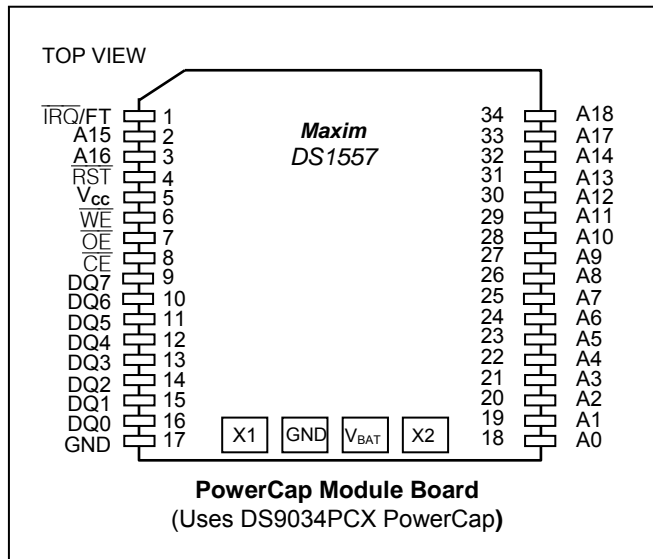 TOP VIEW
Maxim
DS1557
IRQ/FT 1 34 A18
A15 2 33 A17
A16 3 32 A14
RST 4 31 A13
VCC 5 30 A12
WE 6 29 A11
OE 7 28 A10
CE 8 27 A9
DQ7 9 26 A8
DQ6 10 25 A7
DQ5 11 24 A6
DQ4 12 23 A5
DQ3 13 22 A4
DQ2 14 21 A3
DQ1 15 20 A2
DQ0 16 19 A1
GND 17 18 A0
X1 GND VBAT X2
PowerCap Module Board
(Uses DS9034PCX PowerCap)